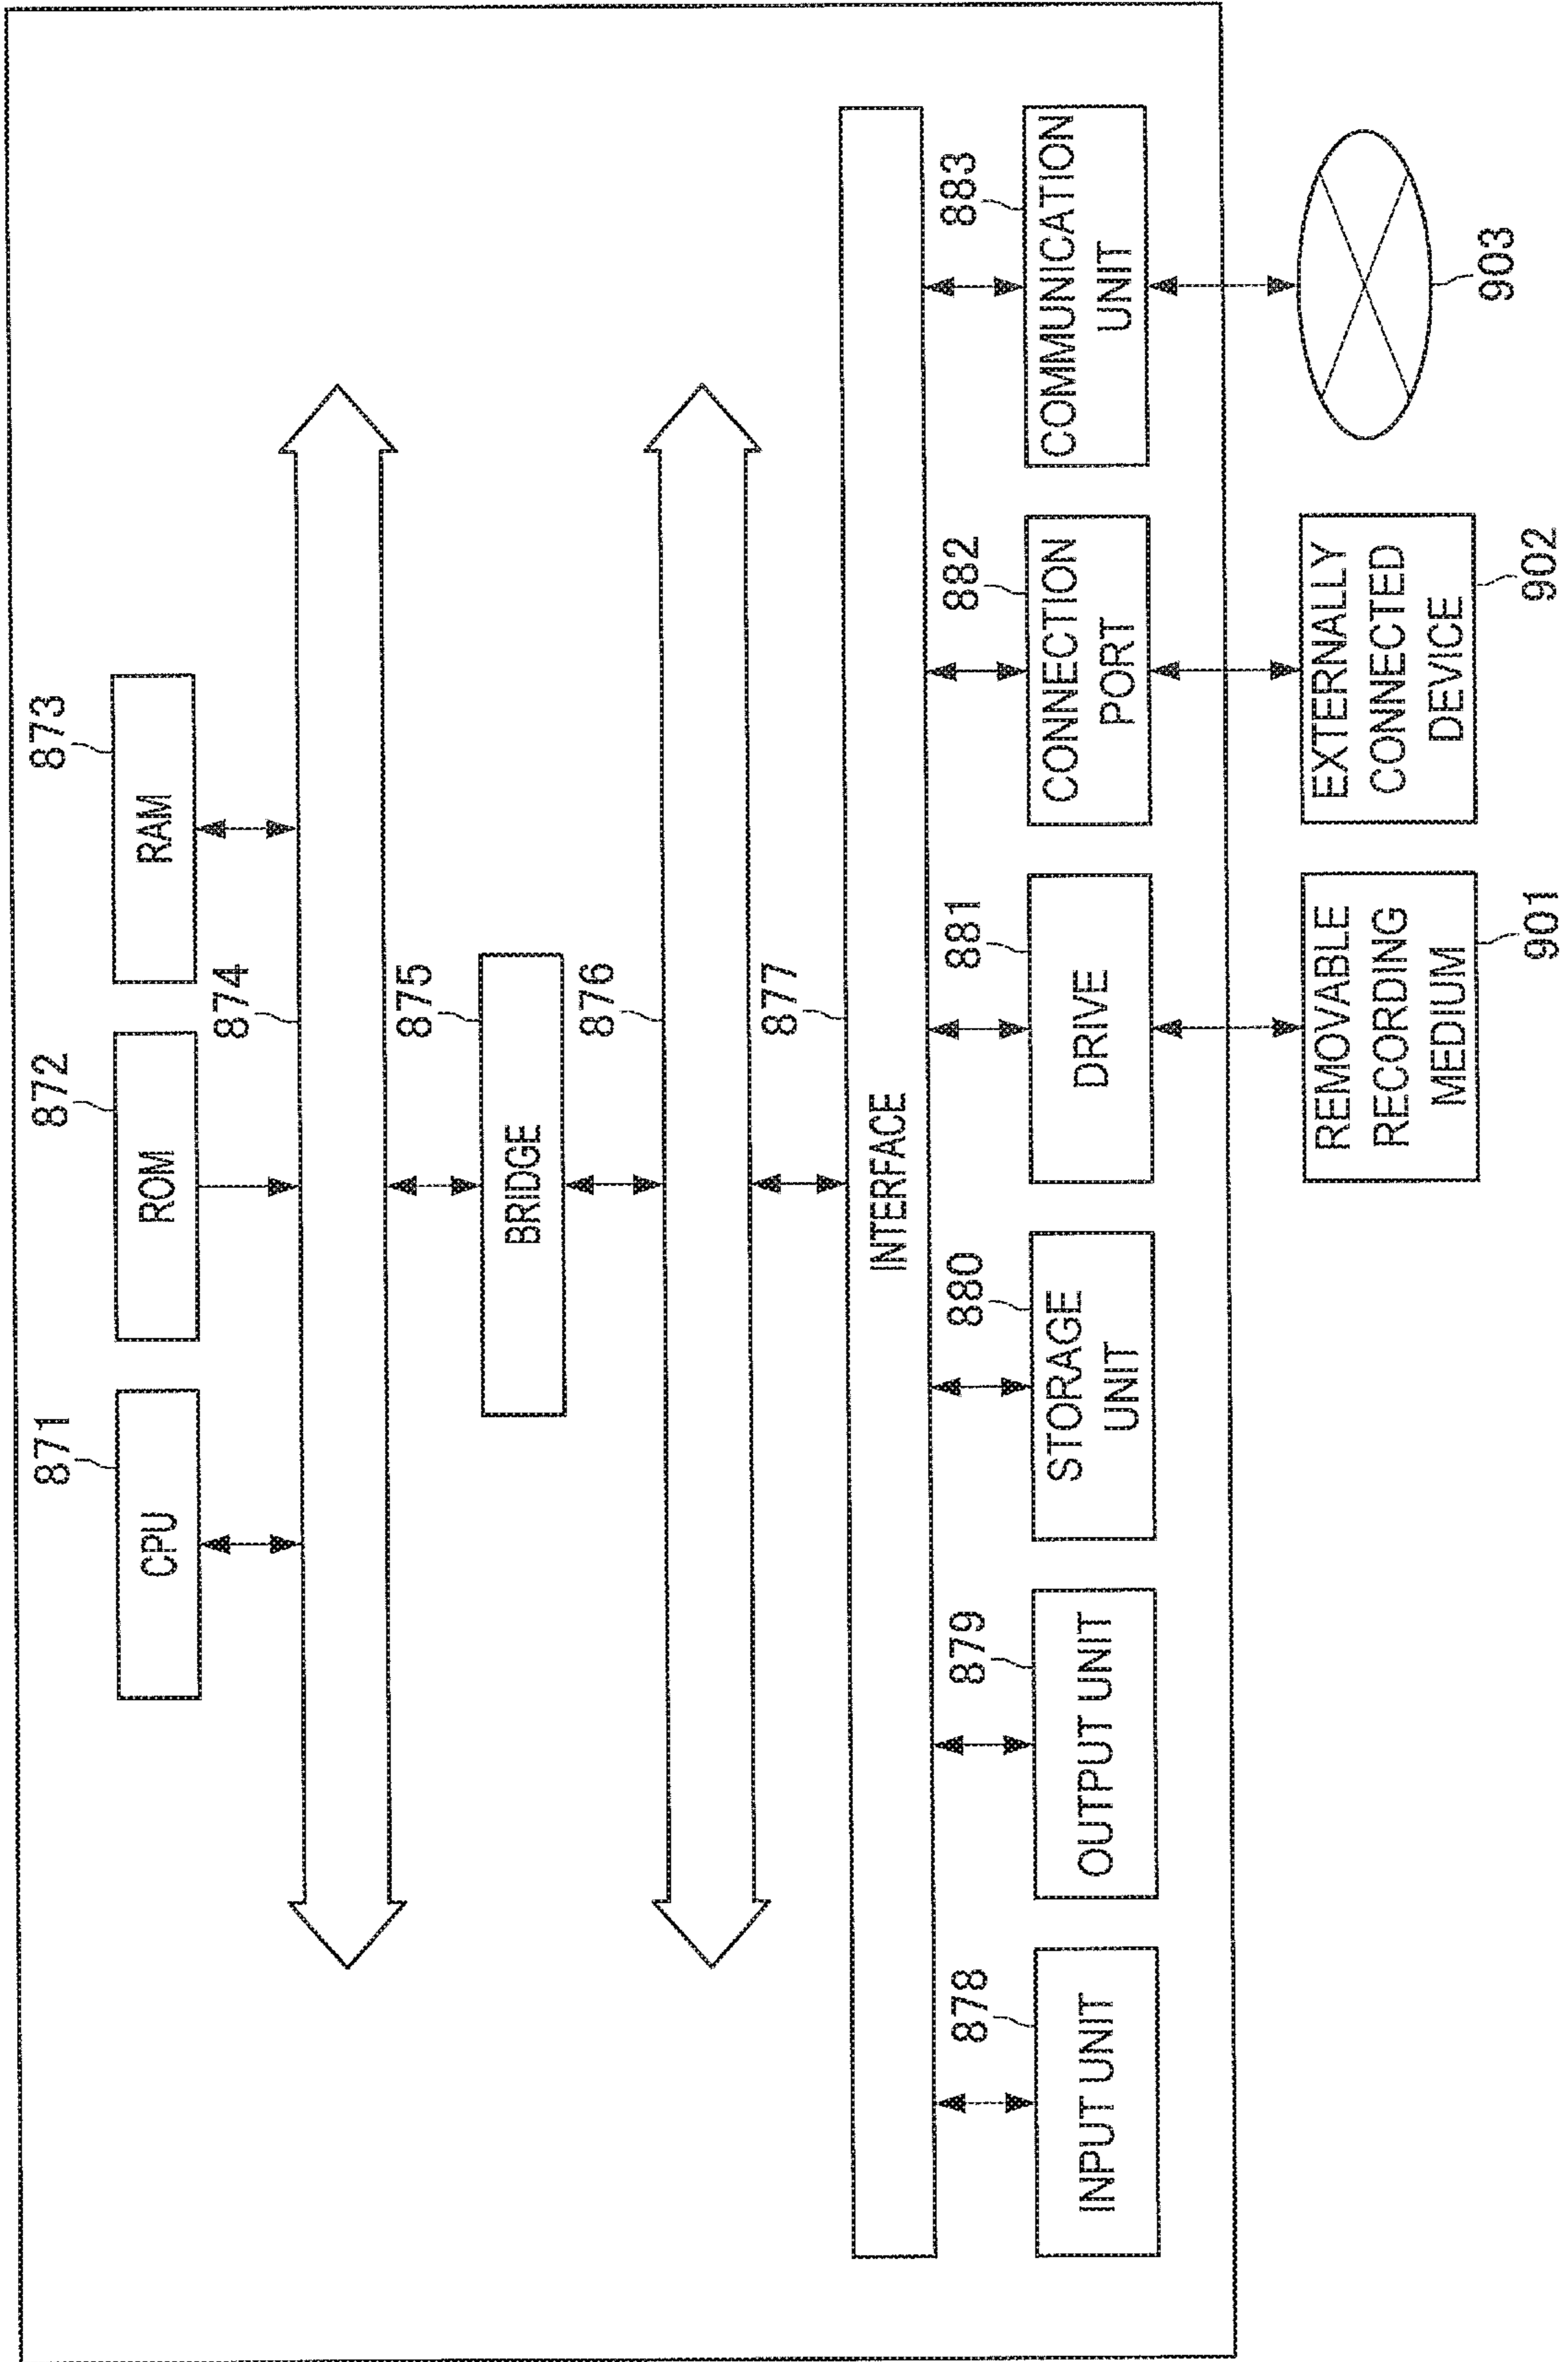 871
872
873
CPU
ROM
RAM
874
875
BRIDGE
876
877
INTERFACE
878
879
880
881
882
883
INPUT UNIT
OUTPUT UNIT
STORAGE
UNIT
DRIVE
CONNECTION
PORT
COMMUNICATION
UNIT
REMOVABLE
RECORDING
MEDIUM
EXTERNALLY
CONNECTED
DEVICE
901
902
903